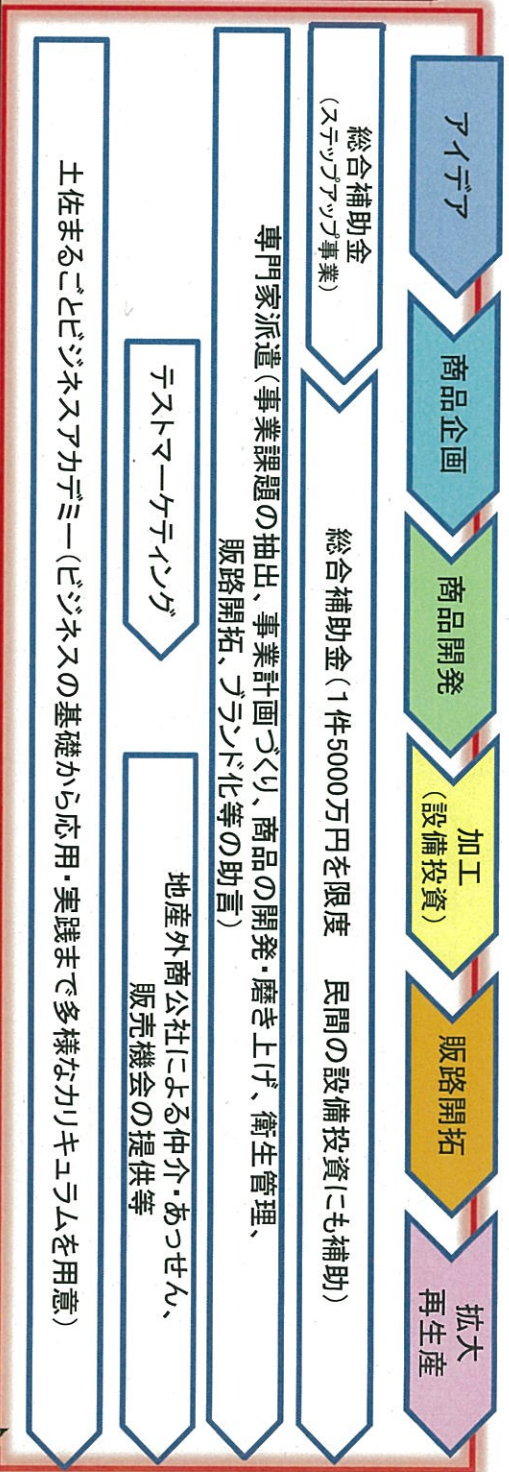 アイデア
商品企画
商品開発
加工
(設備投資)
販路開拓
拡大
再生産
総合補助金
(ステップアップ事業)
総合補助金(1件5000万円を限度　民間の設備投資にも補助)
専門家派遣(事業課題の抽出、事業計画づくり、商品の開発・磨き上げ、衛生管理、
販路開拓、ブランド化等の助言)
テストマーケティング
地産外商公社による仲介・あっせん、
販売機会の提供等
土佐まるごとビジネスアカデミー(ビジネスの基礎から応用・実践まで多様なカリキュラムを用意)